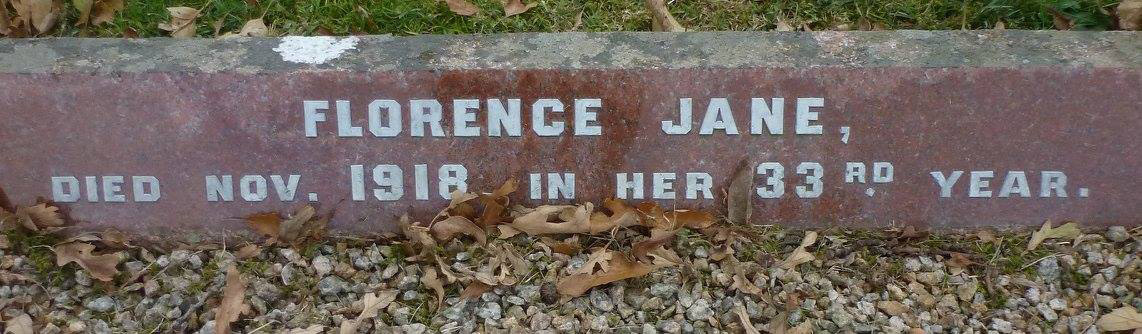 FLORENCE JANE,
DIED NOV. 1918 IN HER 33RD YEAR.